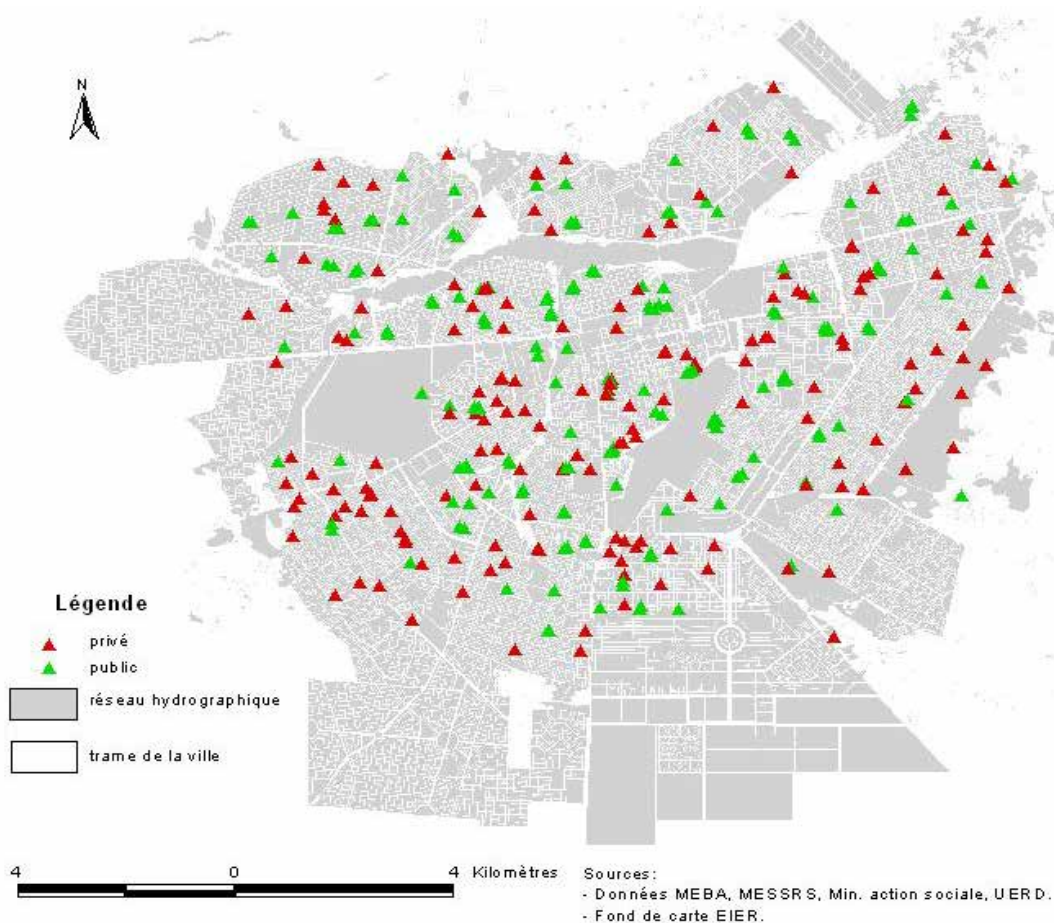 N
Légende
privé
public
réseau hydrographique
trame de la ville
4 0 4 Kilomètres
Sources:
- Données MEBA, MESSRS, Min. action sociale, UERD.
- Fond de carte EIER.